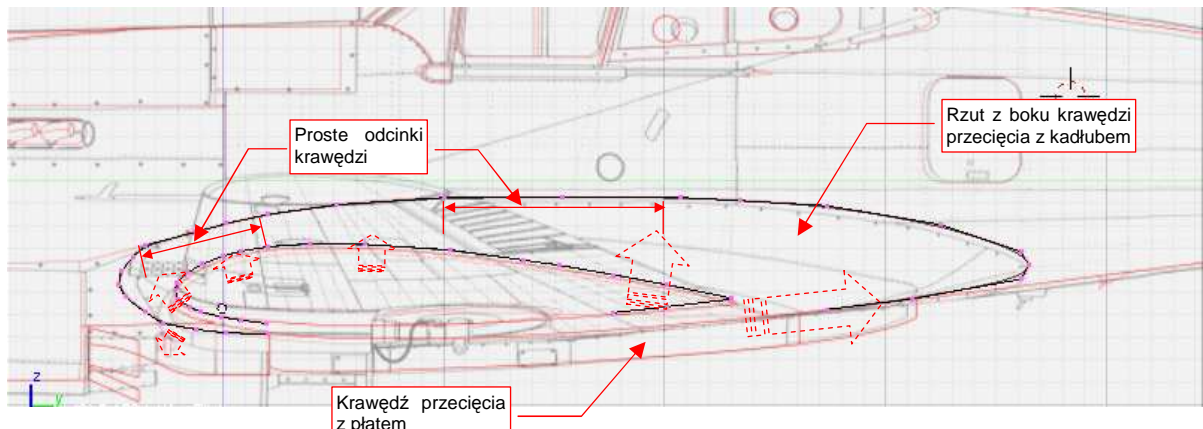 Proste odcinki
krawędzi
Rzut z boku krawędzi
przecięcia z kadłubem
Krawędź przecięcia
z płatem
z
y